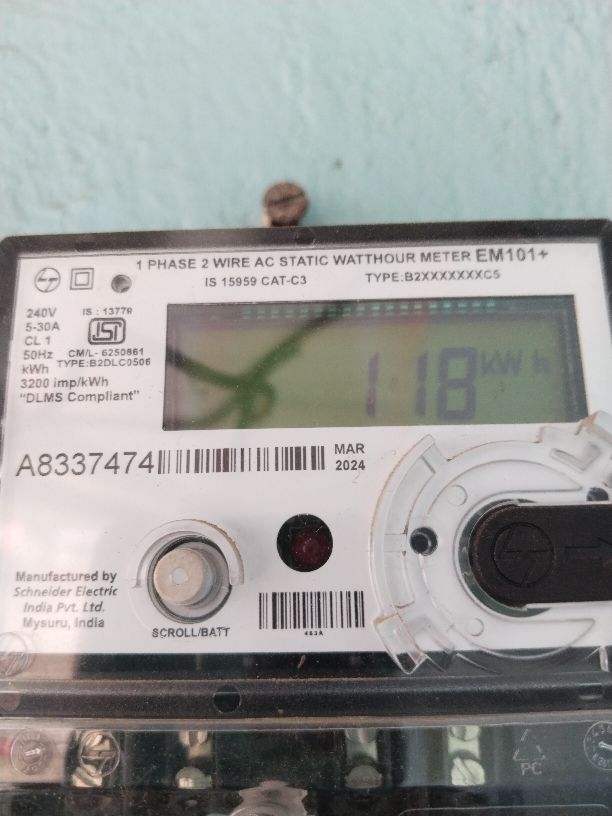 1 PHASE 2 WIRE AC STATIC WATTHOUR METER EM101+
IS 15959 CAT-C3 TYPE:B2XXXXXXXC5
240V IS : 13779
5-30A
CL 1
50Hz CM/L- 6250861
kWh TYPE:B2DLC0506
3200 imp/kWh
"DLMS Compliant"
118 kWh
A8337474
MAR
2024
Manufactured by
Schneider Electric
India Pvt. Ltd.
Mysuru, India
SCROLL/BATT
PC